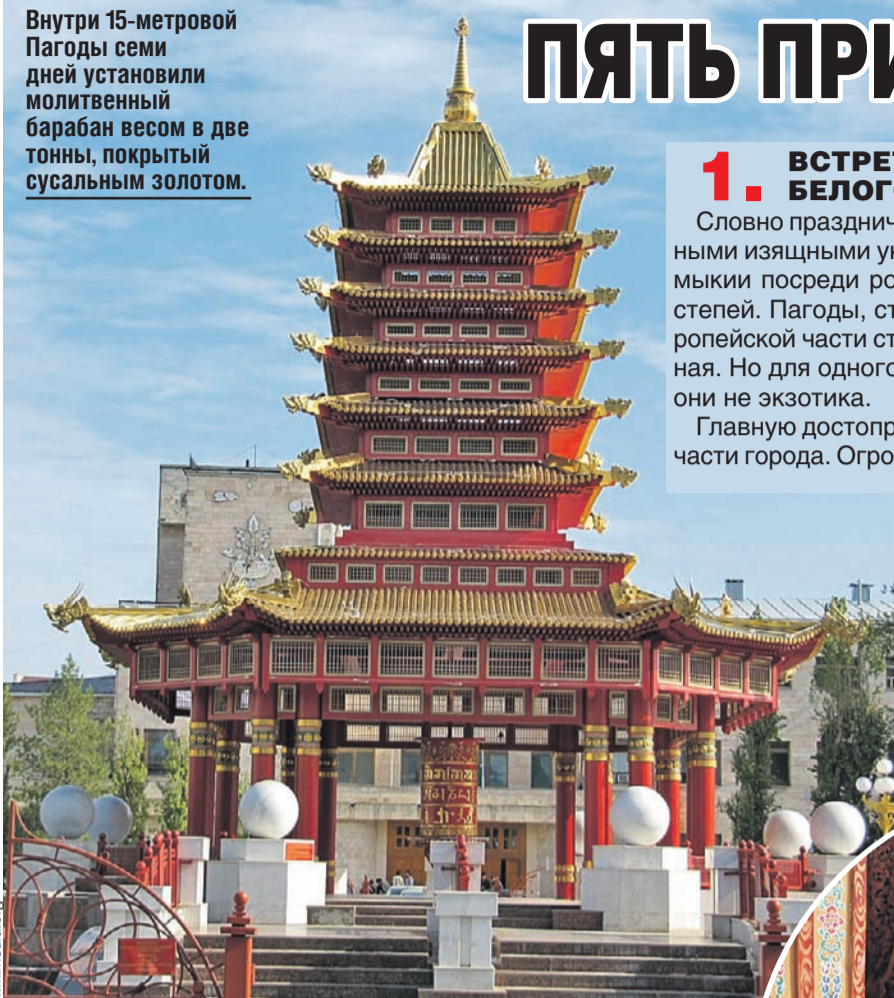 Внутри 15-метровой
Пагоды семи
дней установили
молитвенный
барабан весом в две
тонны, покрытый
сусальным золотом.
ПЯТЬ ПРИ
1. ВСТРЕТ
БЕЛОГ
Словно празднич
ными изящными ук
мыкии посреди ро
степей. Пагоды, ст
ропейской части ст
ная. Но для одного
они не экзотика.
Главную достопр
части города. Огро